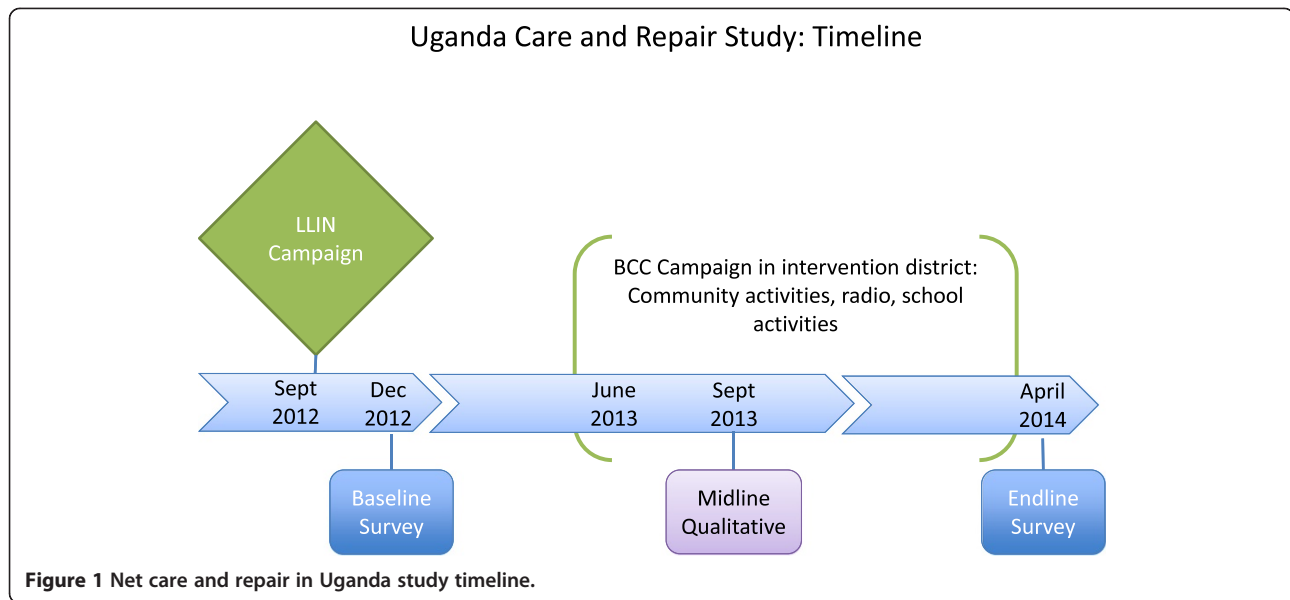 Uganda Care and Repair Study: Timeline
LLIN
Campaign
BCC Campaign in intervention district:
Community activities, radio, school
activities
Sept
2012
Dec
2012
June
2013
Sept
2013
April
2014
Baseline
Survey
Midline
Qualitative
Endline
Survey
Figure 1 Net care and repair in Uganda study timeline.